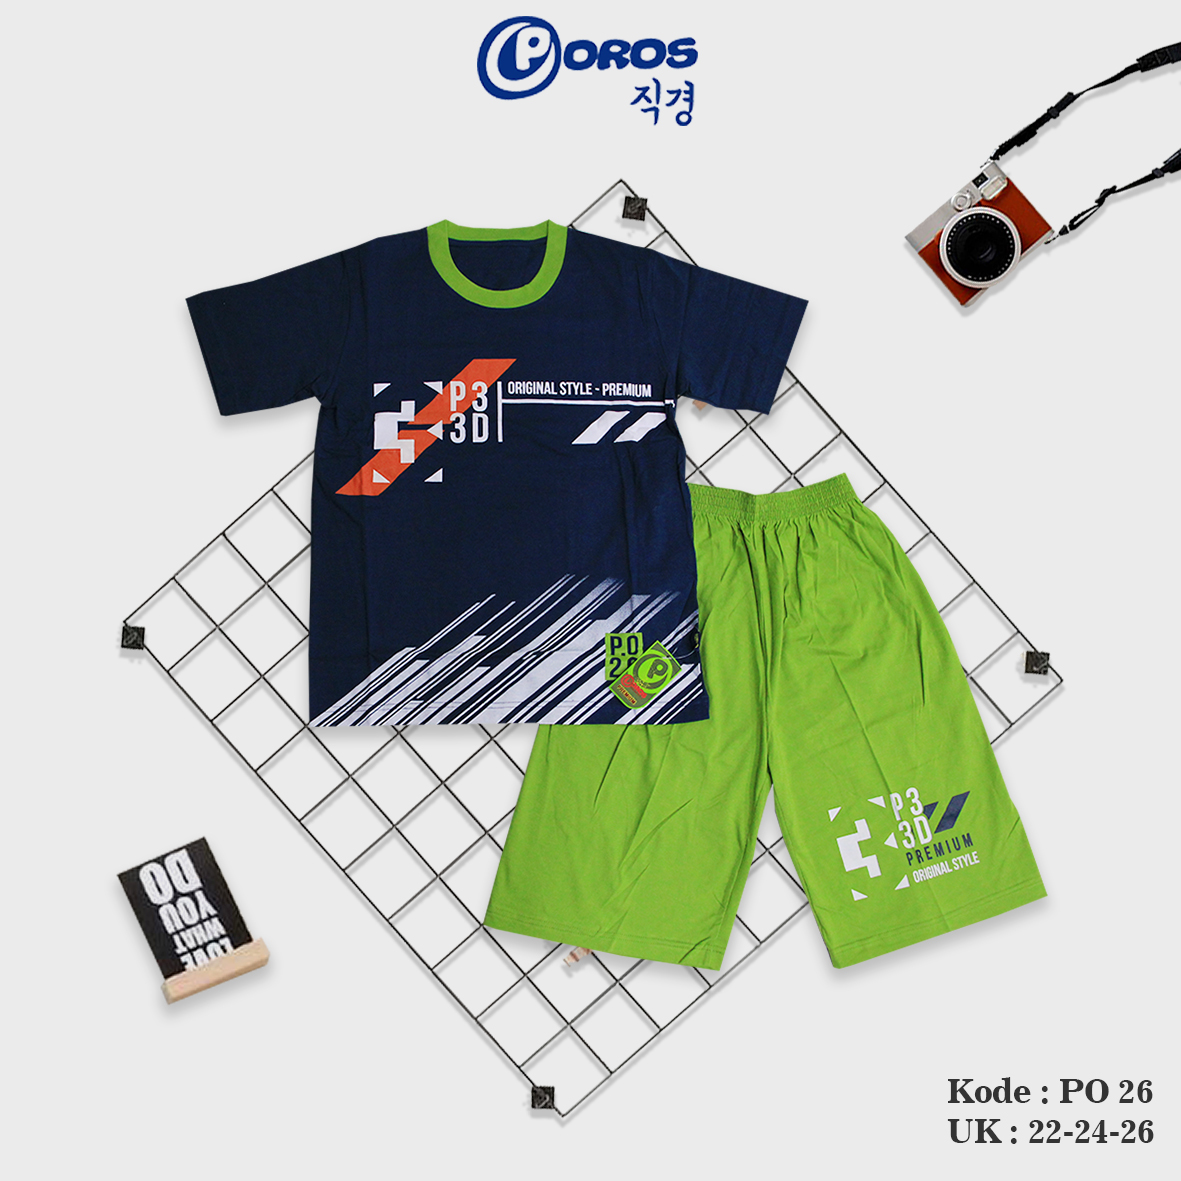 POROS
직경
P3
3D
ORIGINAL STYLE - PREMIUM
P.O
PREMIUM
P3
3D
PREMIUM
ORIGINAL STYLE
DO
YOU
WHAT
LOVE
Kode : PO 26
UK : 22-24-26